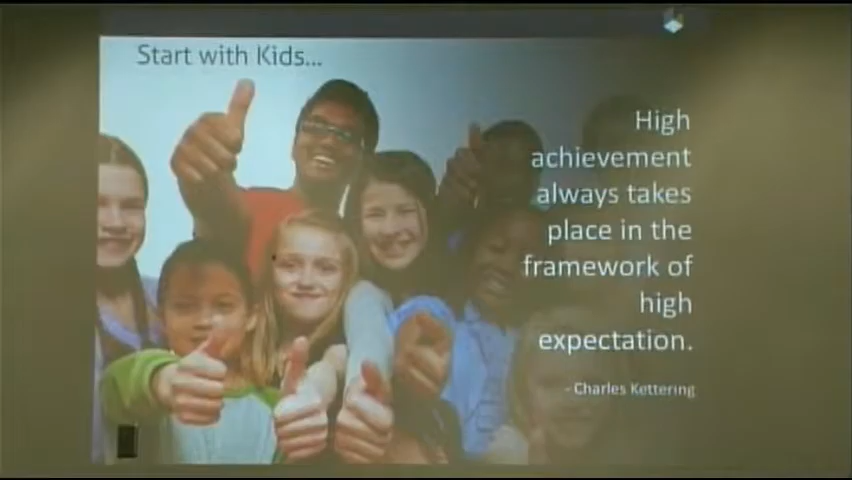 Start with Kids...
High
achievement
always takes
place in the
framework of
high
expectation.
- Charles Kettering